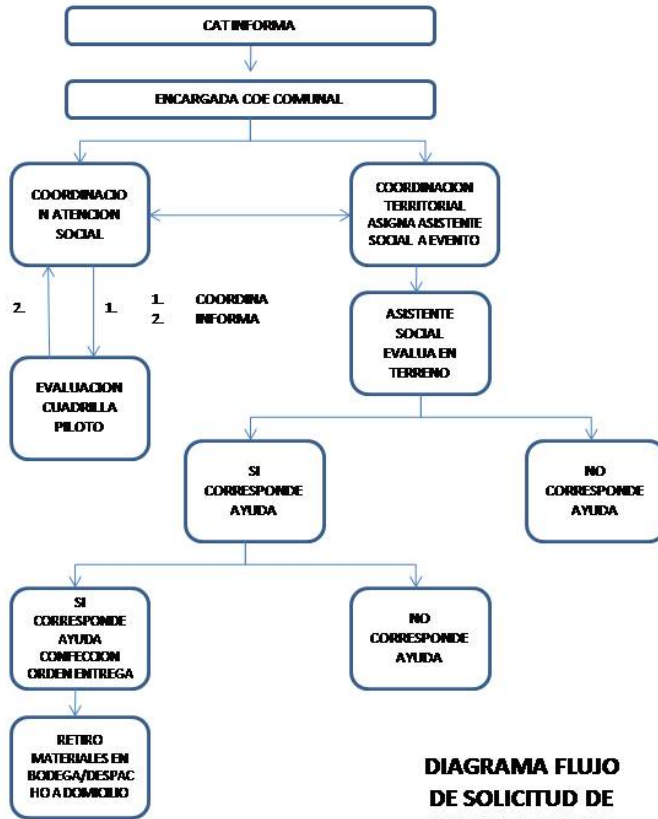 CAT INFORMA
ENCARGADA COE COMUNAL
COORDINACIO
N ATENCION
SOCIAL
COORDINACION
TERRITORIAL
ASIGNA ASISTENTE
SOCIAL A EVENTO
2.
1.
1. COORDINA
2. INFORMA
ASISTENTE
SOCIAL
EVALUA EN
TERRENO
EVALUACION
CUADRILLA
PILOTO
SI
CORRESPONDE
AYUDA
NO
CORRESPONDE
AYUDA
SI
CORRESPONDE
AYUDA
CONFECCION
ORDEN ENTREGA
NO
CORRESPONDE
AYUDA
RETIRO
MATERIALES EN
BODEGA/DESPAC
HO A DOMICILIO
DIAGRAMA FLUJO
DE SOLICITUD DE